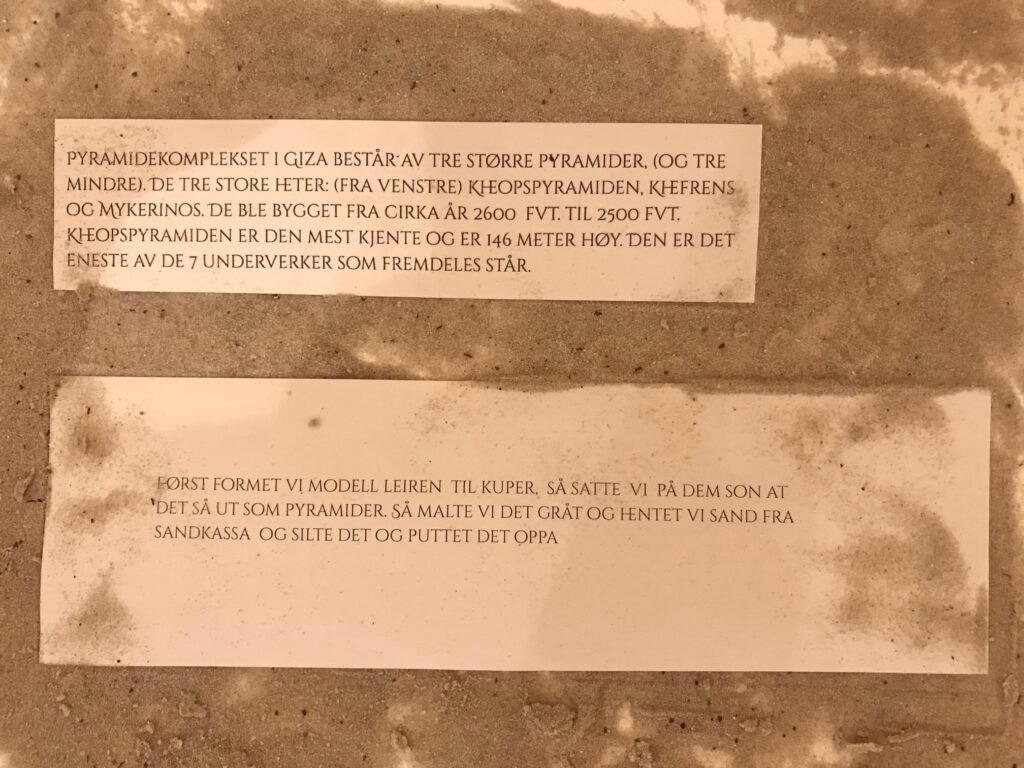 PYRAMIDEKOMPLEKSET I GIZA BESTÅR AV TRE STØRRE PYRAMIDER, (OG TRE
MINDRE). DE TRE STORE HETER: (FRA VENSTRE) KHEOPSPYRAMIDEN, KHEFRENS
OG MYKERINOS. DE BLE BYGGET FRA CIRKA ÅR 2600 FVT. TIL 2500 FVT.
KHEOPSPYRAMIDEN ER DEN MEST KJENTE OG ER 146 METER HØY. DEN ER DET
ENESTE AV DE 7 UNDERVERKER SOM FREMDELES STÅR.
FØRST FORMET VI MODELL LEIREN TIL KUPER, SÅ SATTE VI PÅ DEM SON AT
DET SÅ UT SOM PYRAMIDER. SÅ MALTE VI DET GRÅT OG HENTET VI SAND FRA
SANDKASSA OG SILTE DET OG PUTTET DET OPPA